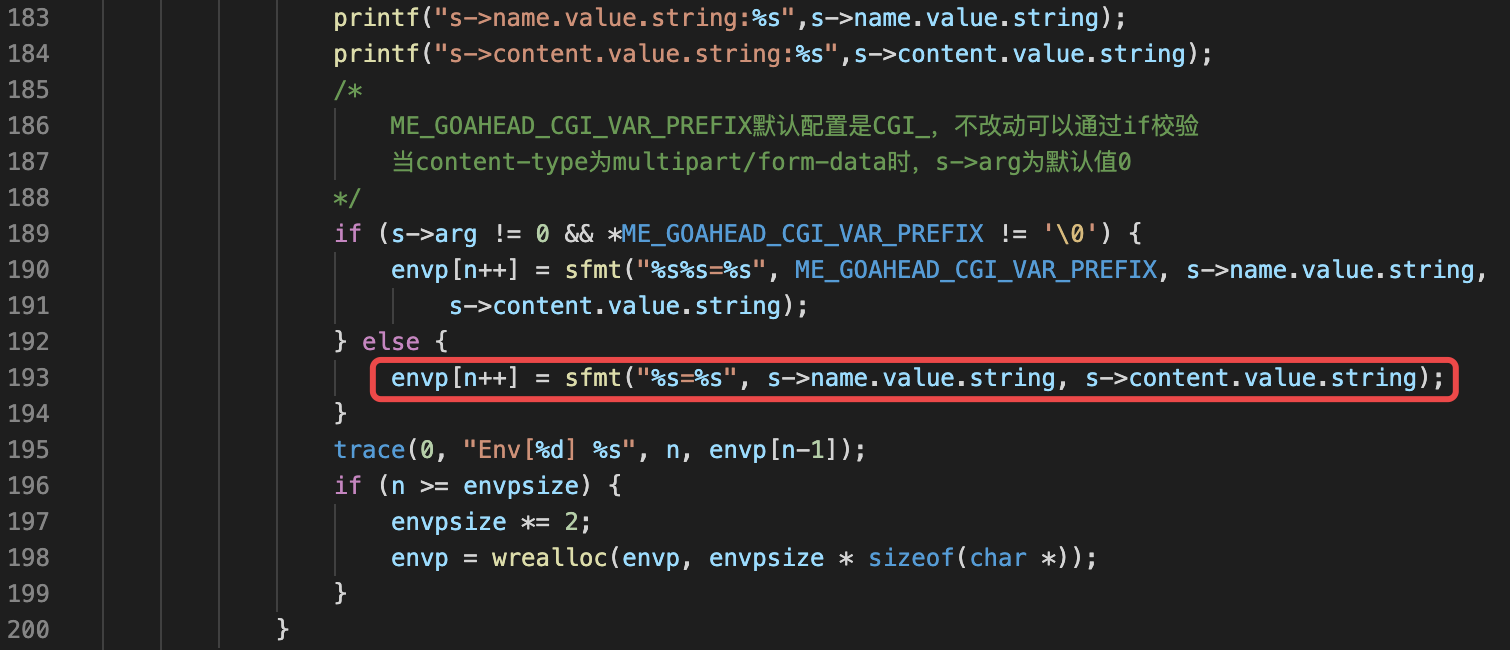 183 printf("s->name.value.string:%s",s->name.value.string);
184 printf("s->content.value.string:%s",s->content.value.string);
185 /*
186 ME_GOAHEAD_CGI_VAR_PREFIX默认配置是CGI_，不改动可以通过if校验
187 当content-type为multipart/form-data时，s->arg为默认值0
188 */
189 if (s->arg != 0 && *ME_GOAHEAD_CGI_VAR_PREFIX != '\0') {
190 envp[n++] = sfmt("%s%s=%s", ME_GOAHEAD_CGI_VAR_PREFIX, s->name.value.string,
191 s->content.value.string);
192 } else {
193 envp[n++] = sfmt("%s=%s", s->name.value.string, s->content.value.string);
194 }
195 trace(0, "Env[%d] %s", n, envp[n-1]);
196 if (n >= envpsize) {
197 envpsize *= 2;
198 envp = wrealloc(envp, envpsize * sizeof(char *));
199 }
200 }